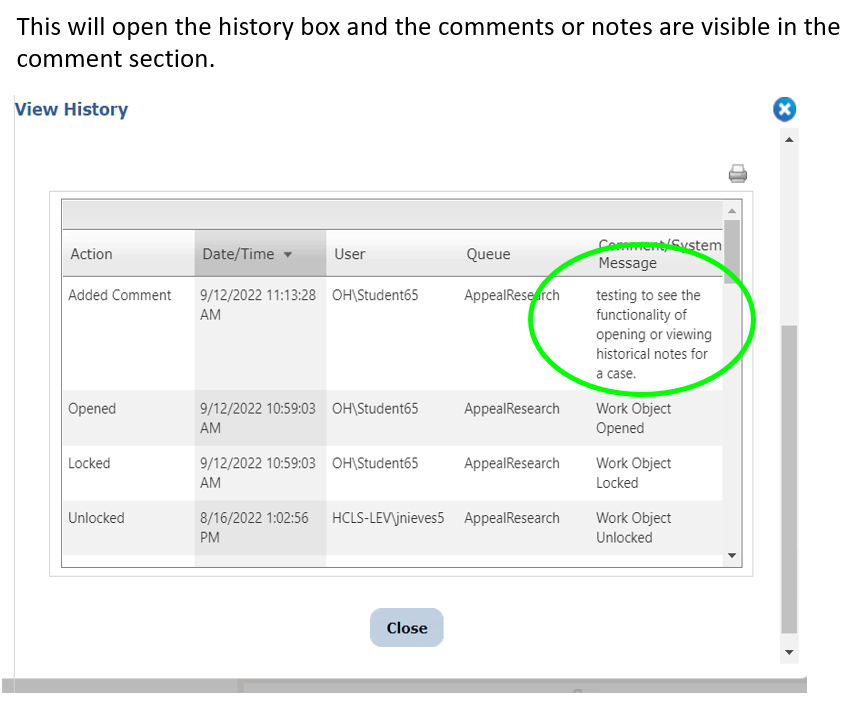 This will open the history box and the comments or notes are visible in the
comment section.
View History
Action Date/Time User Queue Comment/System
Message
Added Comment 9/12/2022 11:13:28 OH\Student65 AppealResearch testing to see the
AM functionality of
opening or viewing
historical notes for
a case.
Opened 9/12/2022 10:59:03 OH\Student65 AppealResearch Work Object
AM Opened
Locked 9/12/2022 10:59:03 OH\Student65 AppealResearch Work Object
AM Locked
Unlocked 8/16/2022 1:02:56 HCLS-LEV\jnieves5 AppealResearch Work Object
PM Unlocked
Close